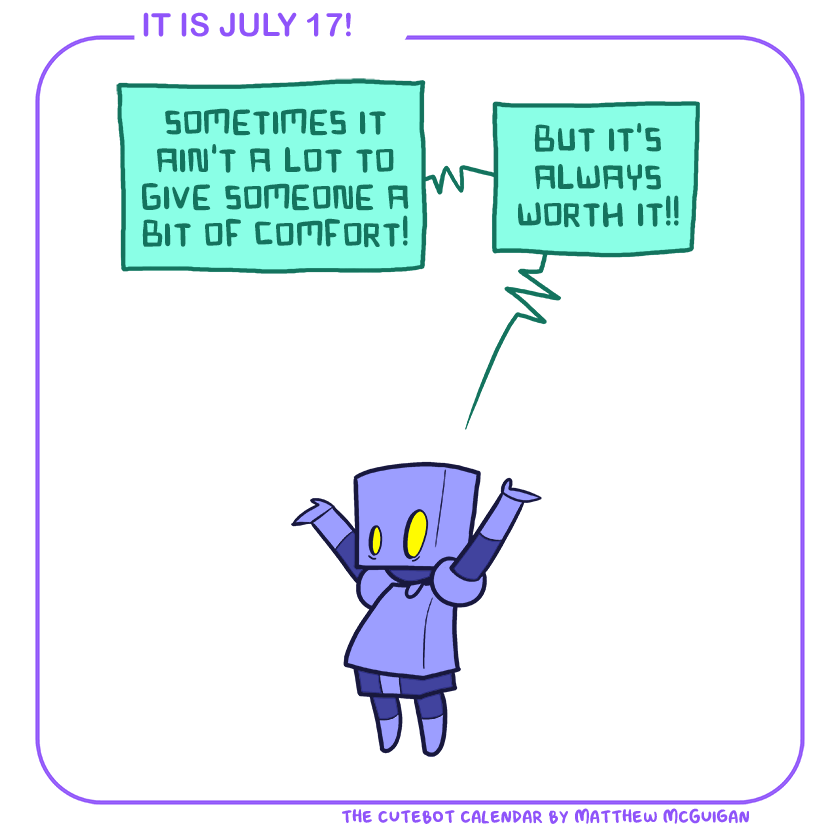 IT IS JULY 17!
SOMETIMES IT
AIN'T A LOT TO
GIVE SOMEONE A
BIT OF COMFORT!
BUT IT'S
ALWAYS
WORTH IT!!
THE CUTEBOT CALENDAR BY MATTHEW MCGUIGAN